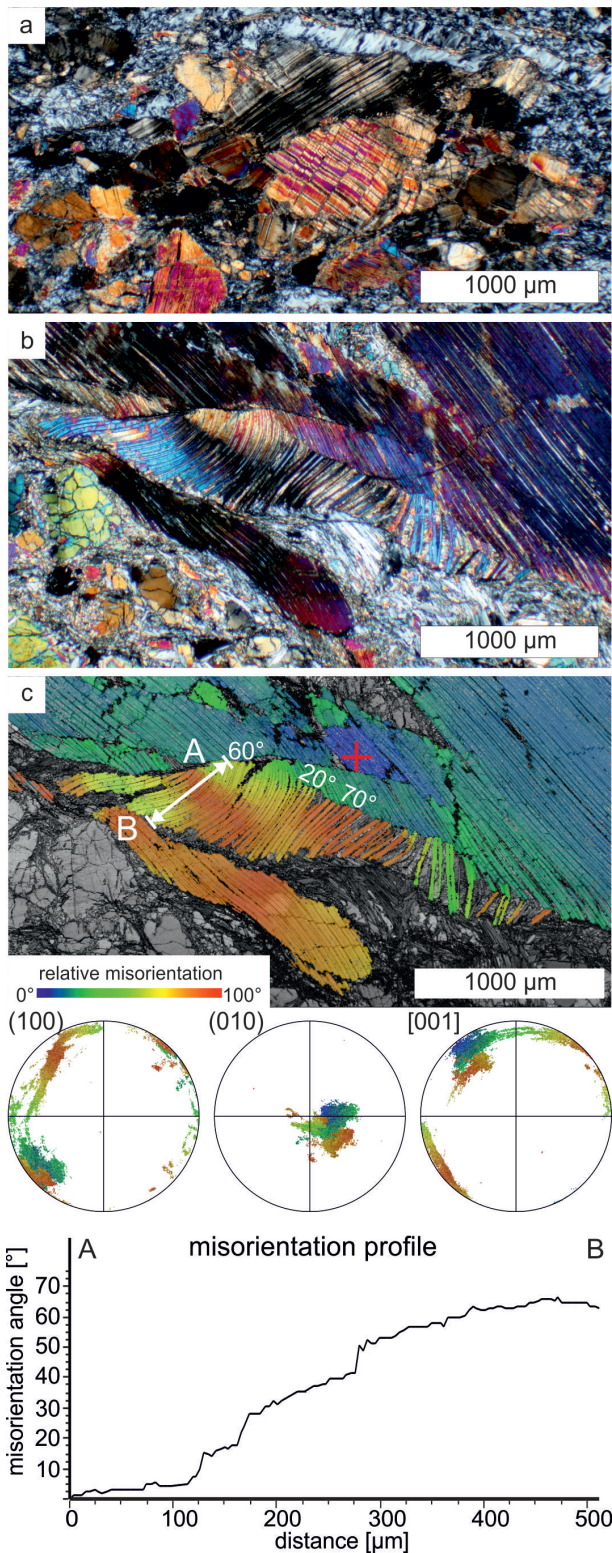 a
1000 µm
b
1000 µm
c
A
60°
20° 70°
B
1000 µm
relative misorientation
0° 100°
(100) (010) [001]
A misorientation profile B
misorientation angle [°]
70
60
50
40
30
20
10
0 100 200 300 400 500
distance [µm]